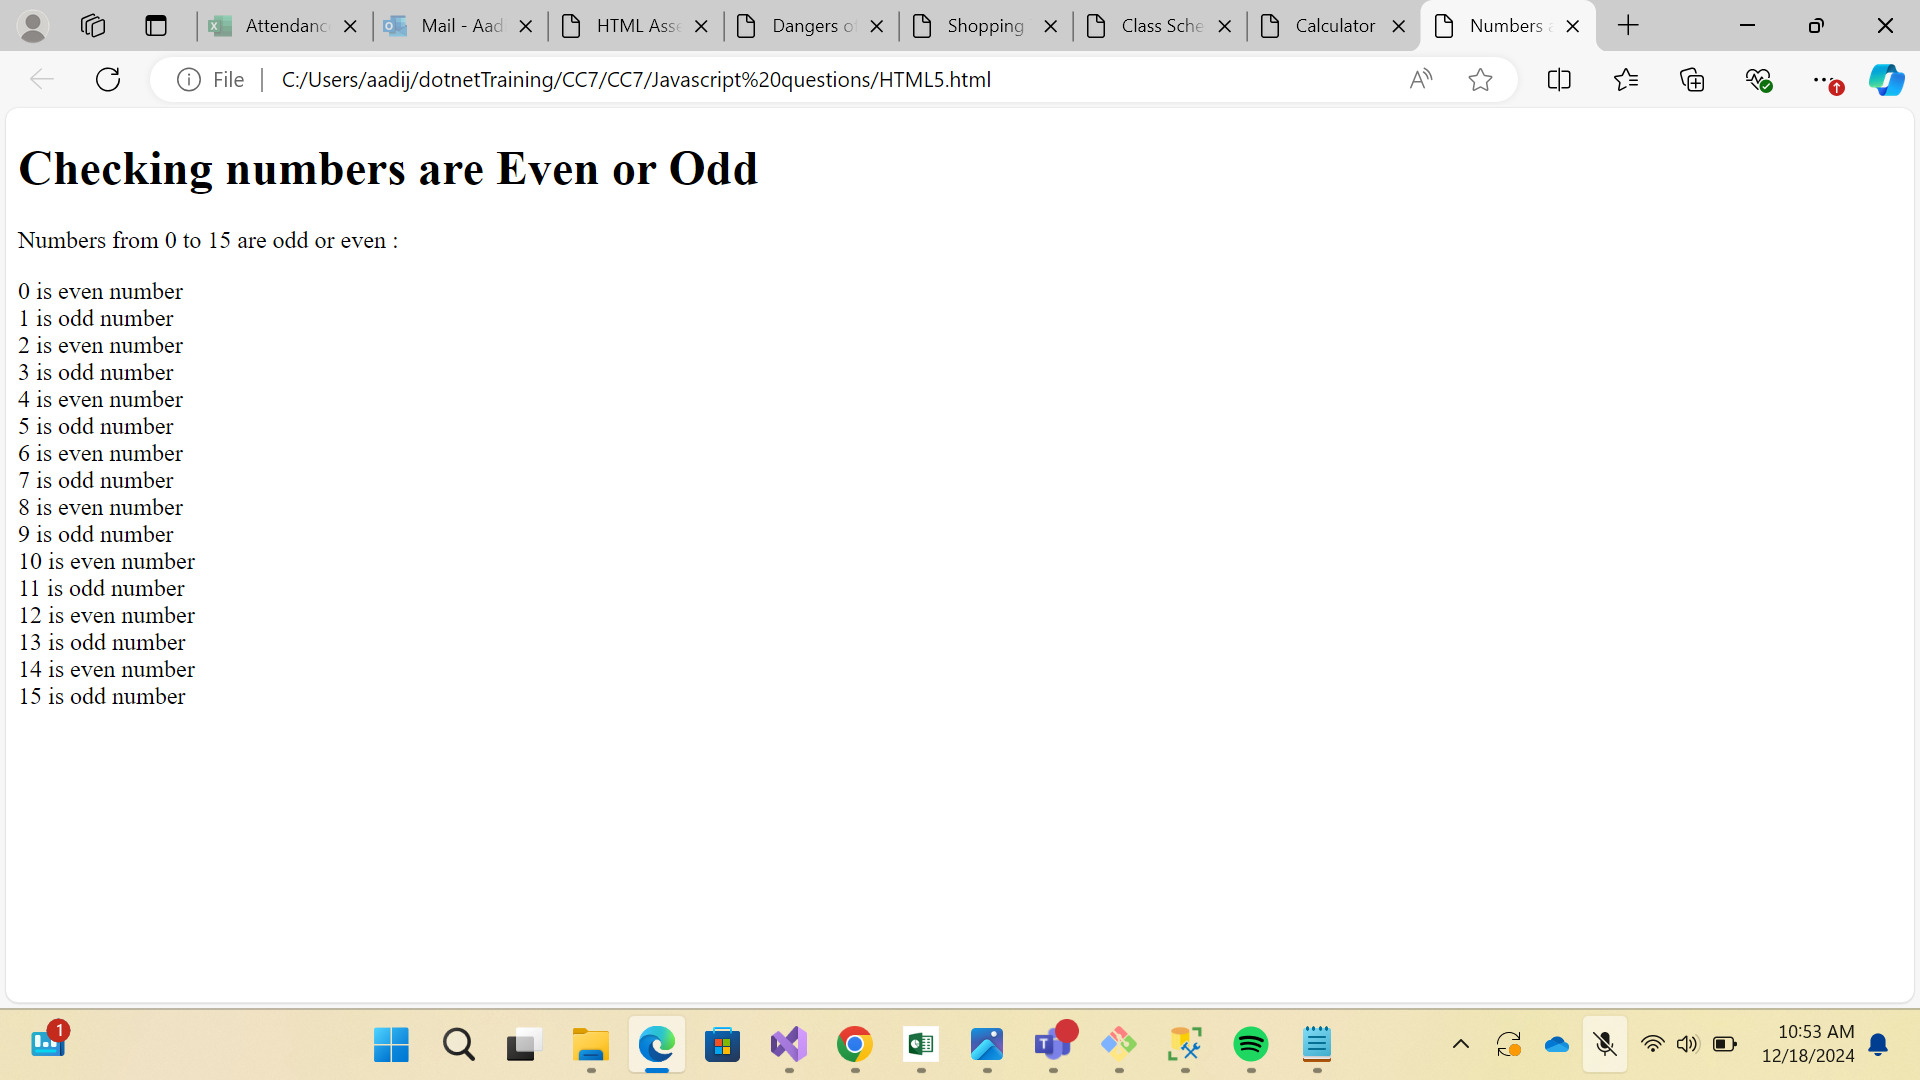 Attendanc
Mail - Aad
HTML Asse
Dangers o
Shopping
Class Sche
Calculator
Numbers a
File
C:/Users/aadij/dotnetTraining/CC7/CC7/Javascript%20questions/HTML5.html
Checking numbers are Even or Odd
Numbers from 0 to 15 are odd or even :
0 is even number
1 is odd number
2 is even number
3 is odd number
4 is even number
5 is odd number
6 is even number
7 is odd number
8 is even number
9 is odd number
10 is even number
11 is odd number
12 is even number
13 is odd number
14 is even number
15 is odd number
1
10:53 AM
12/18/2024